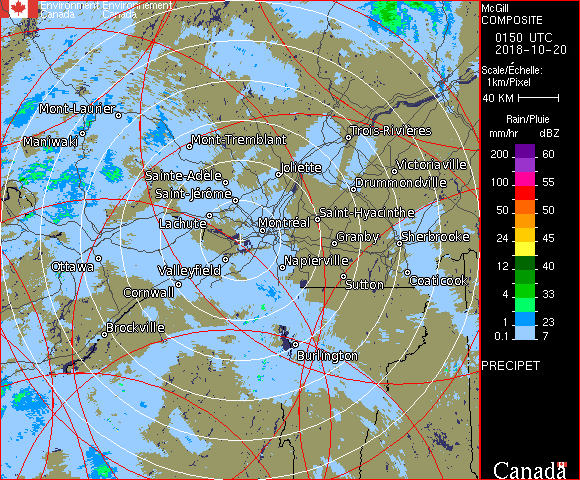 Environment Environnement
Canada Canada
McGill
COMPOSITE
0150 UTC
2018-10-20
Scale/Échelle:
1km/Pixel
40 KM
Rain/Pluie
mm/hr dBZ
200 60
100 55
50 50
24 45
12 40
4 33
1 23
0.1 7
PRECIPET
Canada
Mont-Laurier
Maniwaki
Mont-Tremblant
Trois-Rivières
Joliette
Victoriaville
Sainte-Adèle
Drummondville
Saint-Jérôme
Lachute
Saint-Hyacinthe
Montréal
Granby
Sherbrooke
Ottawa
Valleyfield
Napierville
Sutton
Coaticook
Cornwall
Brockville
Burlington